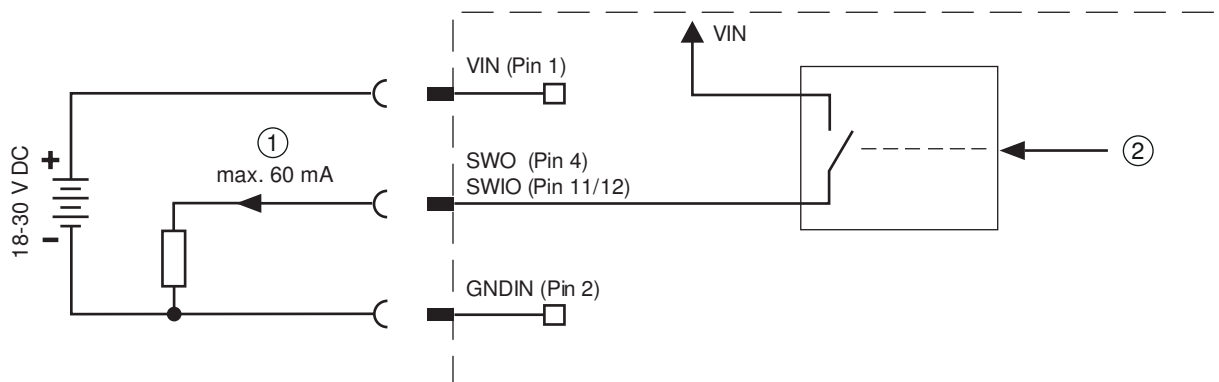 VIN
VIN (Pin 1)
1
max. 60 mA
SWO (Pin 4)
SWIO (Pin 11/12)
2
+
18-30 V DC
-
GNDIN (Pin 2)